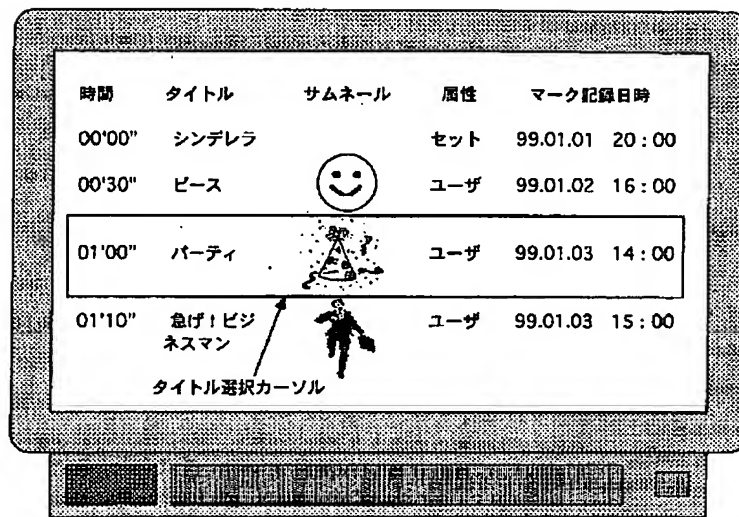 時間 タイトル サムネール 属性 マーク記録日時
00'00" シンデレラ セット 99.01.01 20:00
00'30" ピース ユーザ 99.01.02 16:00
01'00" パーティ ユーザ 99.01.03 14:00
01'10" 急げ!ビジ ユーザ 99.01.03 15:00
ネスマン
タイトル選択カーソル